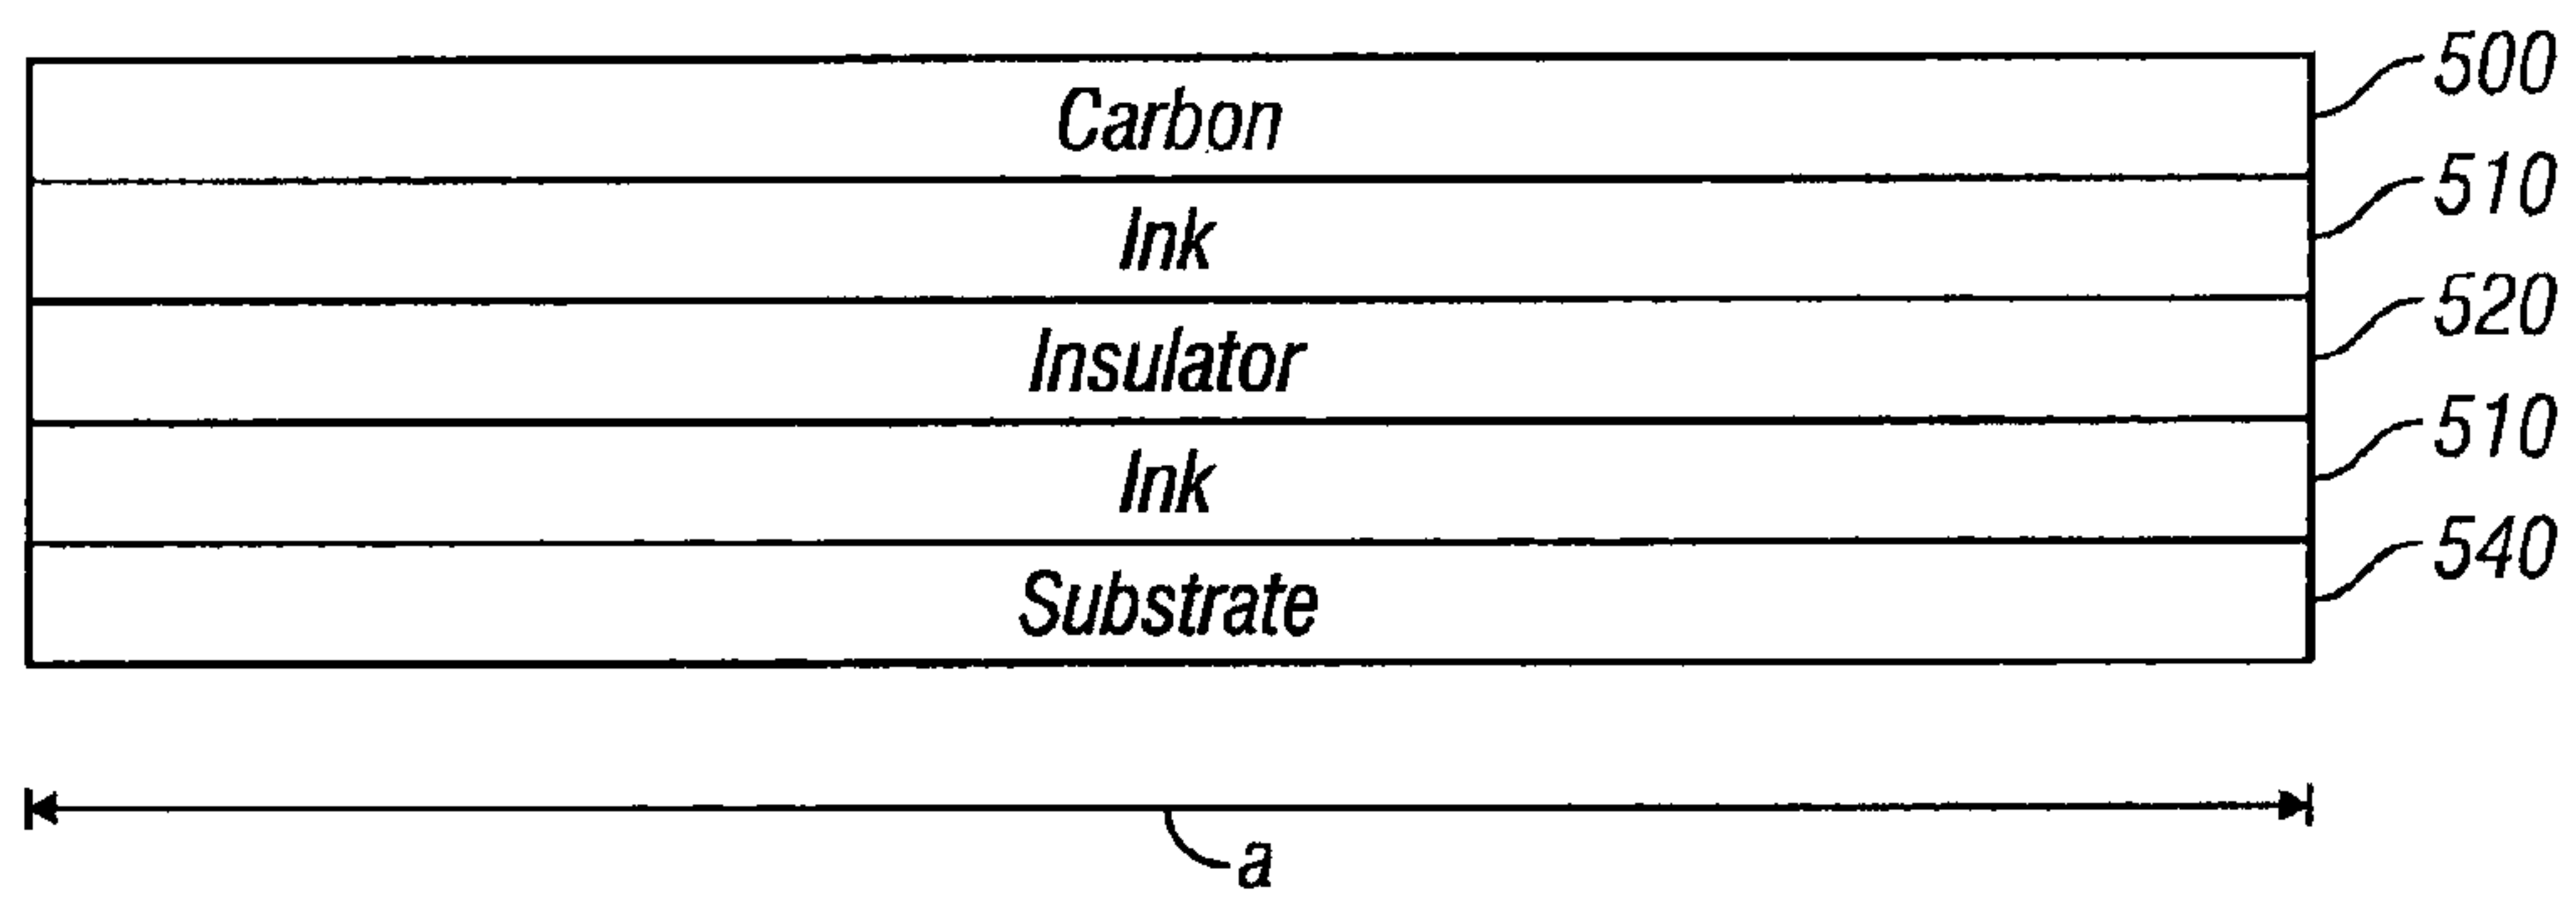 Carbon 500
Ink 510
Insulator 520
Ink 510
Substrate 540
a